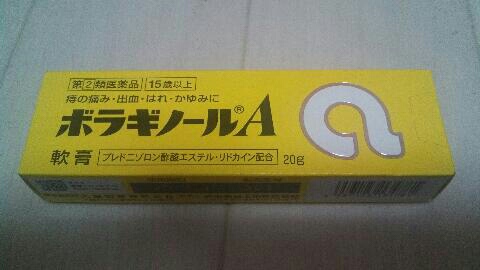 指②類医薬品 15歳以上
痔の痛み・出血・はれ・かゆみに
ボラギノール®A
軟膏 プレドニゾロン酢酸エステル・リドカイン配合 20g